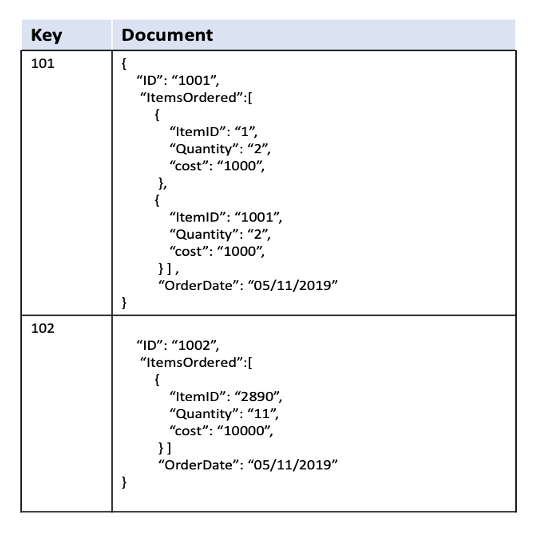 Key Document
101 {
“ID”: “1001”,
“ItemsOrdered”:[
{
“ItemID”: “1”,
“Quantity”: “2”,
“cost”: “1000”,
},
{
“ItemID”: “1001”,
“Quantity”: “2”,
“cost”: “1000”,
} ] ,
“OrderDate”: “05/11/2019”
}
102
“ID”: “1002”,
“ItemsOrdered”:[
{
“ItemID”: “2890”,
“Quantity”: “11”,
“cost”: “10000”,
} ]
“OrderDate”: “05/11/2019”
}